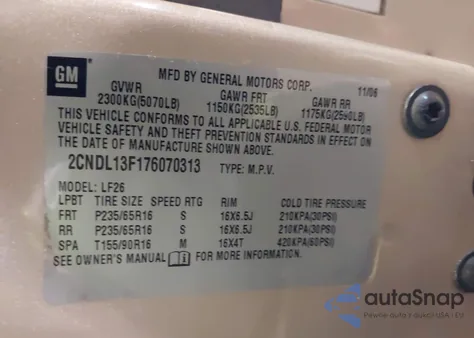 GM
MFD BY GENERAL MOTORS CORP. 11/06
GVWR GAWR FRT GAWR RR
2300KG(5070LB) 1150KG(2535LB) 1175KG(2590LB)
THIS VEHICLE CONFORMS TO ALL APPLICABLE U.S. FEDERAL MOTOR
VEHICLE SAFETY AND THEFT PREVENTION STANDARDS IN EFFECT ON
THE DATE OF MANUFACTURE SHOWN ABOVE.
2CNDL13F176070313 TYPE: M.P.V.
MODEL: LF26
LPBT TIRE SIZE SPEED RTG RIM COLD TIRE PRESSURE
FRT P235/65R16 S 16X6.5J 210KPA(30PSI)
RR P235/65R16 S 16X6.5J 210KPA(30PSI)
SPA T155/90R16 M 16X4T 420KPA(60PSI)
SEE OWNER'S MANUAL FOR MORE INFORMATION.
autaSnap